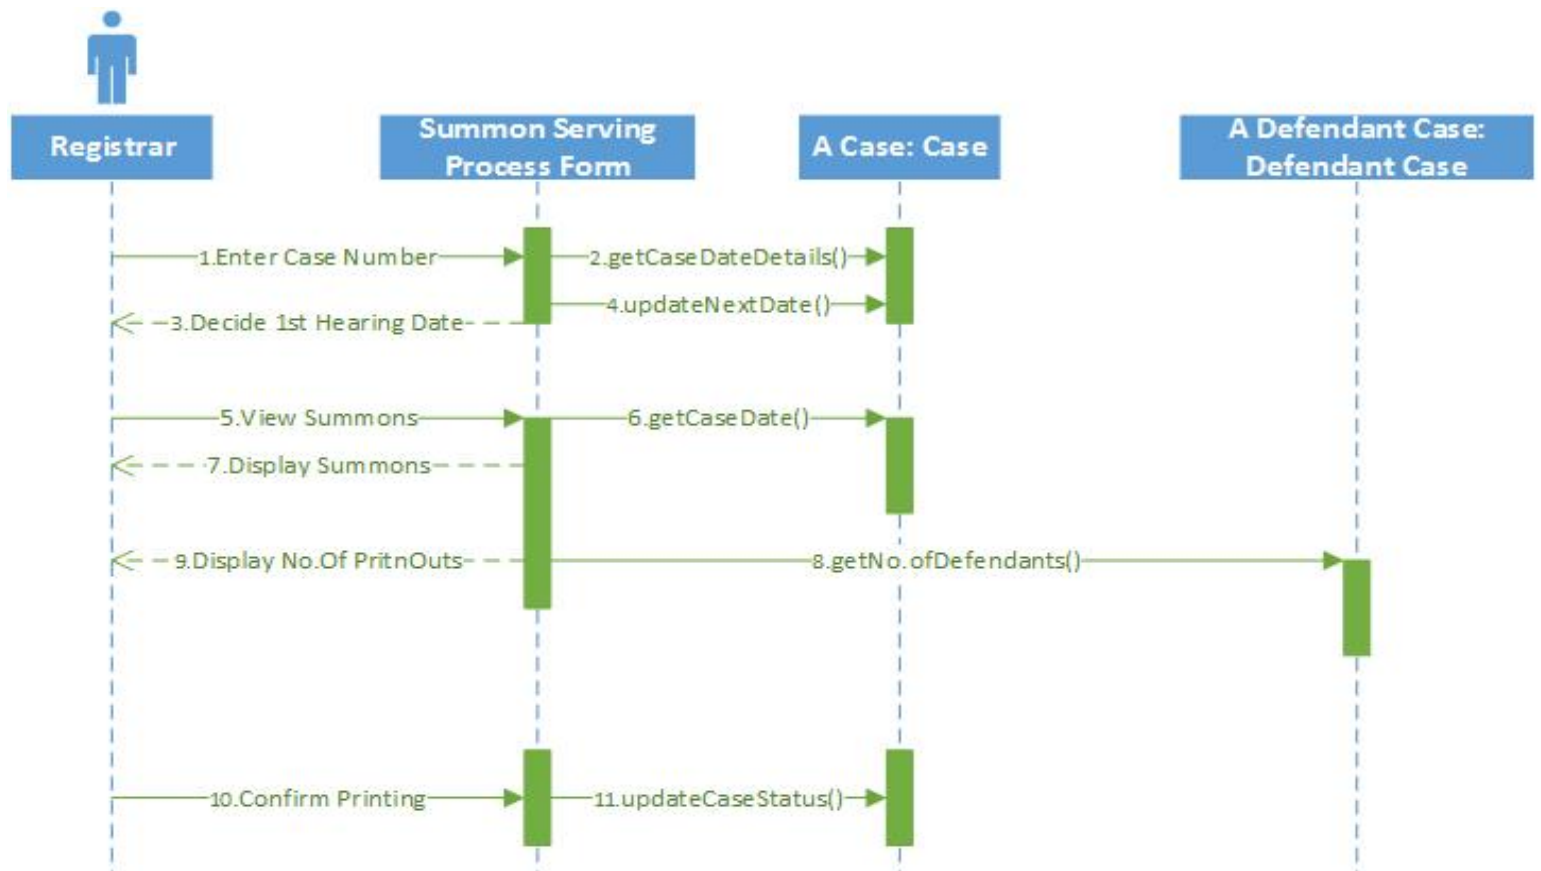 Registrar
Summon Serving
Process Form
A Case: Case
A Defendant Case:
Defendant Case
1.Enter Case Number
2.getCaseDateDetails()
4.updateNextDate()
3.Decide 1st Hearing Date
5.View Summons
6.getCaseDate()
7.Display Summons
9.Display No.Of PritnOuts
8.getNo.ofDefendants()
10.Confirm Printing
11.updateCaseStatus()